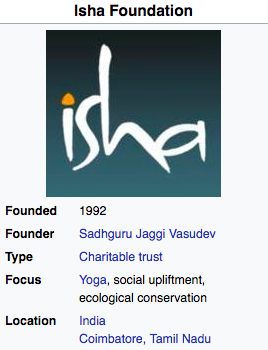 Isha Foundation
isha
Founded 1992
Founder Sadhguru Jaggi Vasudev
Type Charitable trust
Focus Yoga, social upliftment,
ecological conservation
Location India
Coimbatore, Tamil Nadu